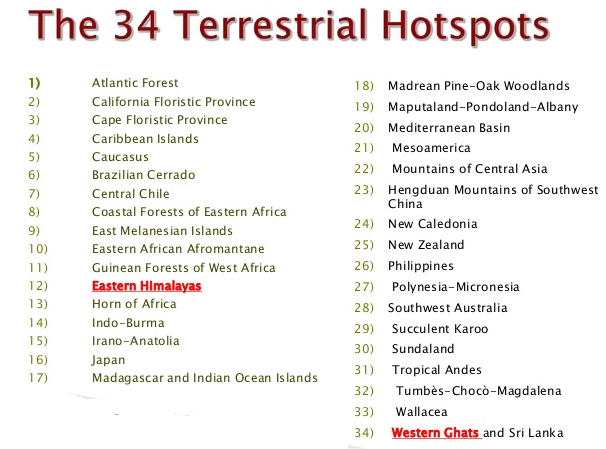 The 34 Terrestrial Hotspots
1) Atlantic Forest
2) California Floristic Province
3) Cape Floristic Province
4) Caribbean Islands
5) Caucasus
6) Brazilian Cerrado
7) Central Chile
8) Coastal Forests of Eastern Africa
9) East Melanesian Islands
10) Eastern African Afromantane
11) Guinean Forests of West Africa
12) Eastern Himalayas
13) Horn of Africa
14) Indo-Burma
15) Irano-Anatolia
16) Japan
17) Madagascar and Indian Ocean Islands
18) Madrean Pine-Oak Woodlands
19) Maputaland-Pondoland-Albany
20) Mediterranean Basin
21) Mesoamerica
22) Mountains of Central Asia
23) Hengduan Mountains of Southwest
China
24) New Caledonia
25) New Zealand
26) Philippines
27) Polynesia-Micronesia
28) Southwest Australia
29) Succulent Karoo
30) Sundaland
31) Tropical Andes
32) Tumbès-Chocò-Magdalena
33) Wallacea
34) Western Ghats and Sri Lanka